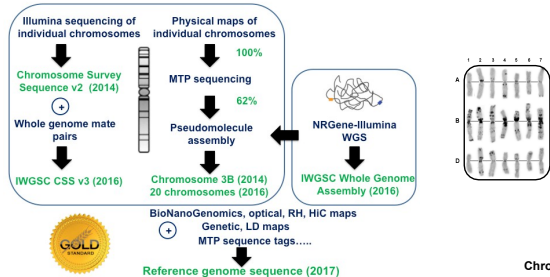 Illumina sequencing of
individual chromosomes
Chromosome Survey
Sequence v2 (2014)
+
Whole genome mate
pairs
IWGSC CSS v3 (2016)
Physical maps of
individual chromosomes
100%
MTP sequencing
62%
Pseudomolecule
assembly
Chromosome 3B (2014)
20 chromosomes (2016)
NRGene-Illumina
WGS
IWGSC Whole Genome
Assembly (2016)
BioNanoGenomics, optical, RH, HiC maps
+
Genetic, LD maps
MTP sequence tags.....
Reference genome sequence (2017)
GOLD
STANDARD
1 2 3 4 5 6 7
A
B
D
Chro